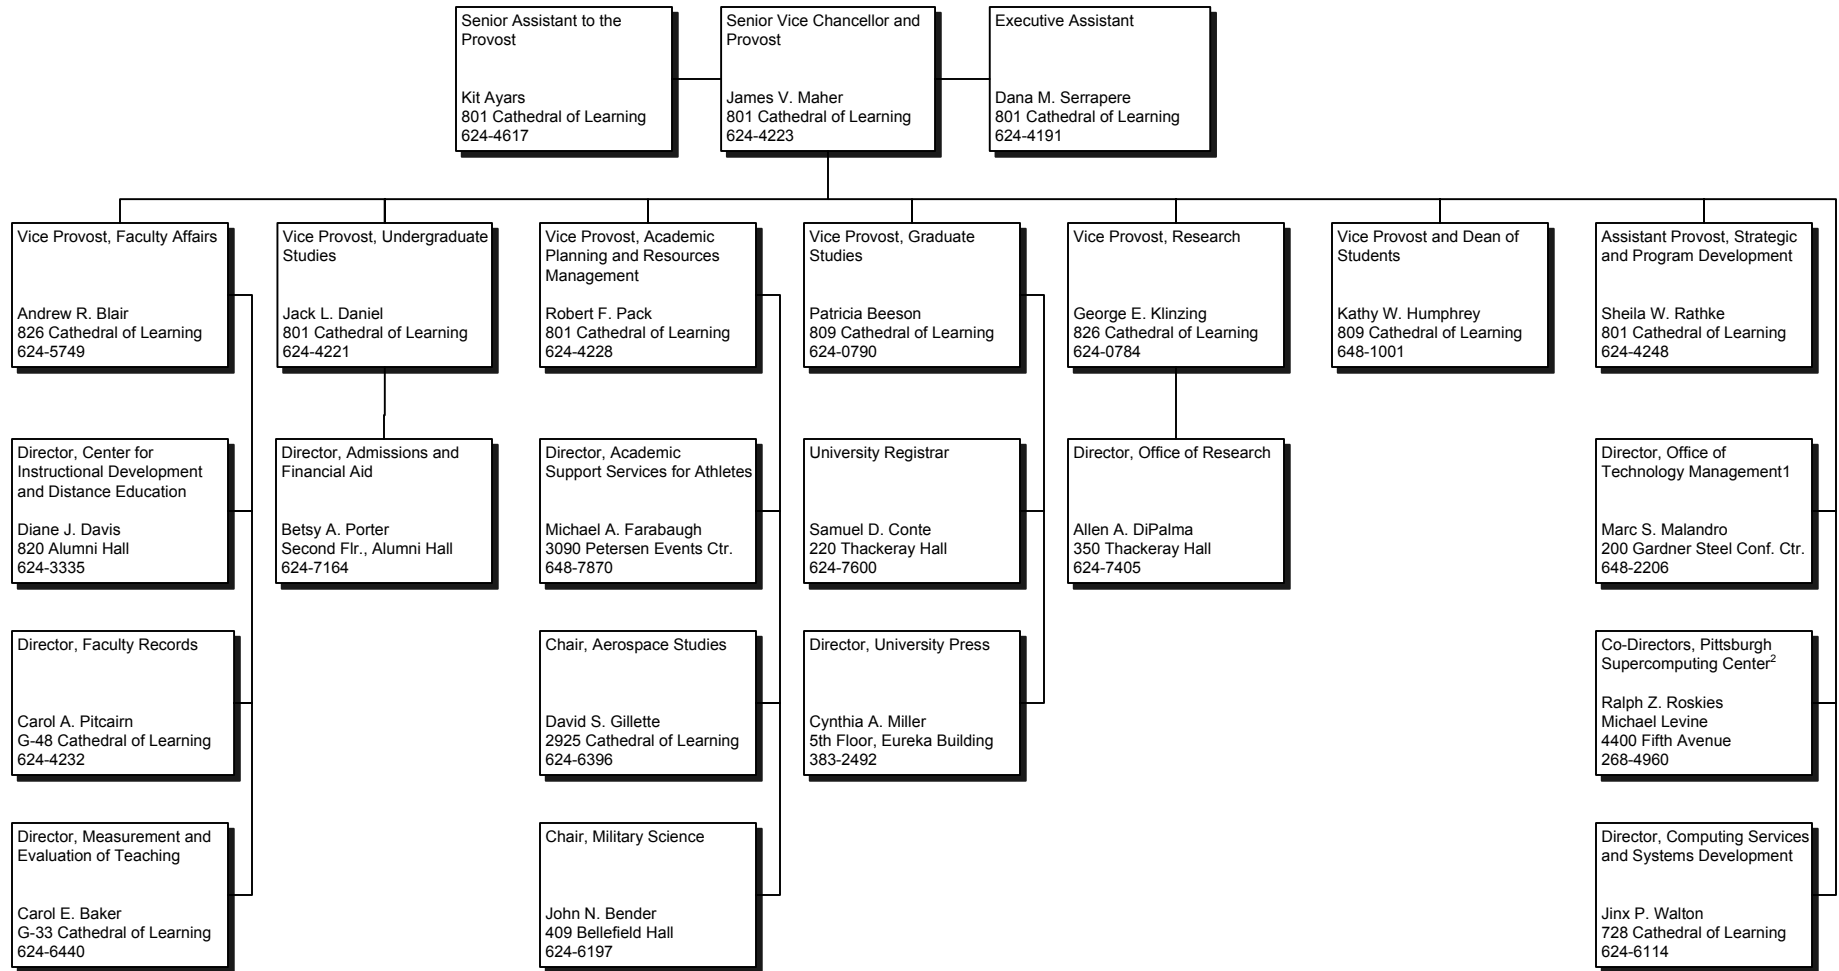 Senior Assistant to the
Provost
Kit Ayars
801 Cathedral of Learning
624-4617
Senior Vice Chancellor and
Provost
James V. Maher
801 Cathedral of Learning
624-4223
Executive Assistant
Dana M. Serrapere
801 Cathedral of Learning
624-4191
Vice Provost, Faculty Affairs
Andrew R. Blair
826 Cathedral of Learning
624-5749
Vice Provost, Undergraduate
Studies
Jack L. Daniel
801 Cathedral of Learning
624-4221
Vice Provost, Academic
Planning and Resources
Management
Robert F. Pack
801 Cathedral of Learning
624-4228
Vice Provost, Graduate
Studies
Patricia Beeson
809 Cathedral of Learning
624-0790
Vice Provost, Research
George E. Klinzing
826 Cathedral of Learning
624-0784
Vice Provost and Dean of
Students
Kathy W. Humphrey
809 Cathedral of Learning
648-1001
Assistant Provost, Strategic
and Program Development
Sheila W. Rathke
801 Cathedral of Learning
624-4248
Director, Center for
Instructional Development
and Distance Education
Diane J. Davis
820 Alumni Hall
624-3335
Director, Admissions and
Financial Aid
Betsy A. Porter
Second Flr., Alumni Hall
624-7164
Director, Academic
Support Services for Athletes
Michael A. Farabaugh
3090 Petersen Events Ctr.
648-7870
University Registrar
Samuel D. Conte
220 Thackeray Hall
624-7600
Director, Office of Research
Allen A. DiPalma
350 Thackeray Hall
624-7405
Director, Office of
Technology Management1
Marc S. Malandro
200 Gardner Steel Conf. Ctr.
648-2206
Director, Faculty Records
Carol A. Pitcairn
G-48 Cathedral of Learning
624-4232
Chair, Aerospace Studies
David S. Gillette
2925 Cathedral of Learning
624-6396
Director, University Press
Cynthia A. Miller
5th Floor, Eureka Building
383-2492
Co-Directors, Pittsburgh
Supercomputing Center²
Ralph Z. Roskies
Michael Levine
4400 Fifth Avenue
268-4960
Director, Measurement and
Evaluation of Teaching
Carol E. Baker
G-33 Cathedral of Learning
624-6440
Chair, Military Science
John N. Bender
409 Bellefield Hall
624-6197
Director, Computing Services
and Systems Development
Jinx P. Walton
728 Cathedral of Learning
624-6114